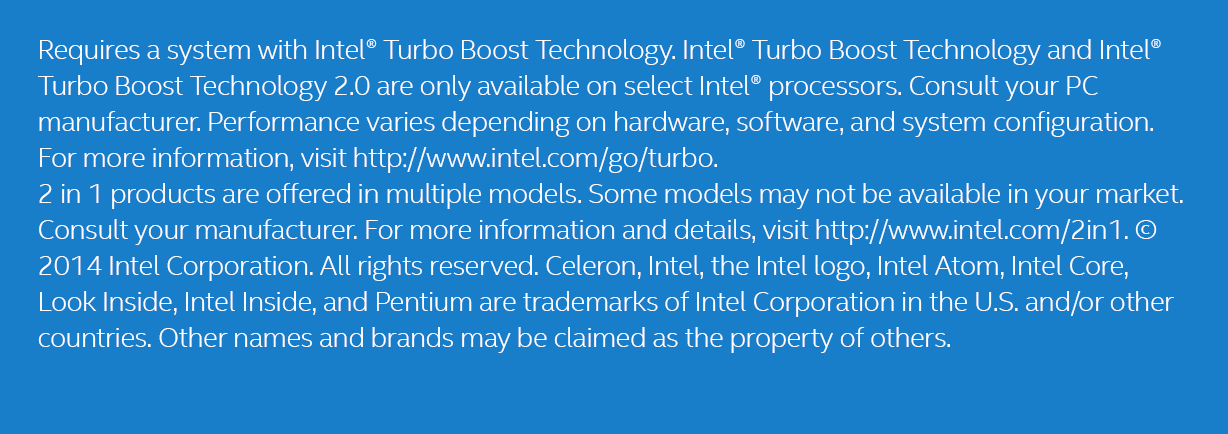 Requires a system with Intel® Turbo Boost Technology. Intel® Turbo Boost Technology and Intel®
Turbo Boost Technology 2.0 are only available on select Intel® processors. Consult your PC
manufacturer. Performance varies depending on hardware, software, and system configuration.
For more information, visit http://www.intel.com/go/turbo.
2 in 1 products are offered in multiple models. Some models may not be available in your market.
Consult your manufacturer. For more information and details, visit http://www.intel.com/2in1. ©
2014 Intel Corporation. All rights reserved. Celeron, Intel, the Intel logo, Intel Atom, Intel Core,
Look Inside, Intel Inside, and Pentium are trademarks of Intel Corporation in the U.S. and/or other
countries. Other names and brands may be claimed as the property of others.